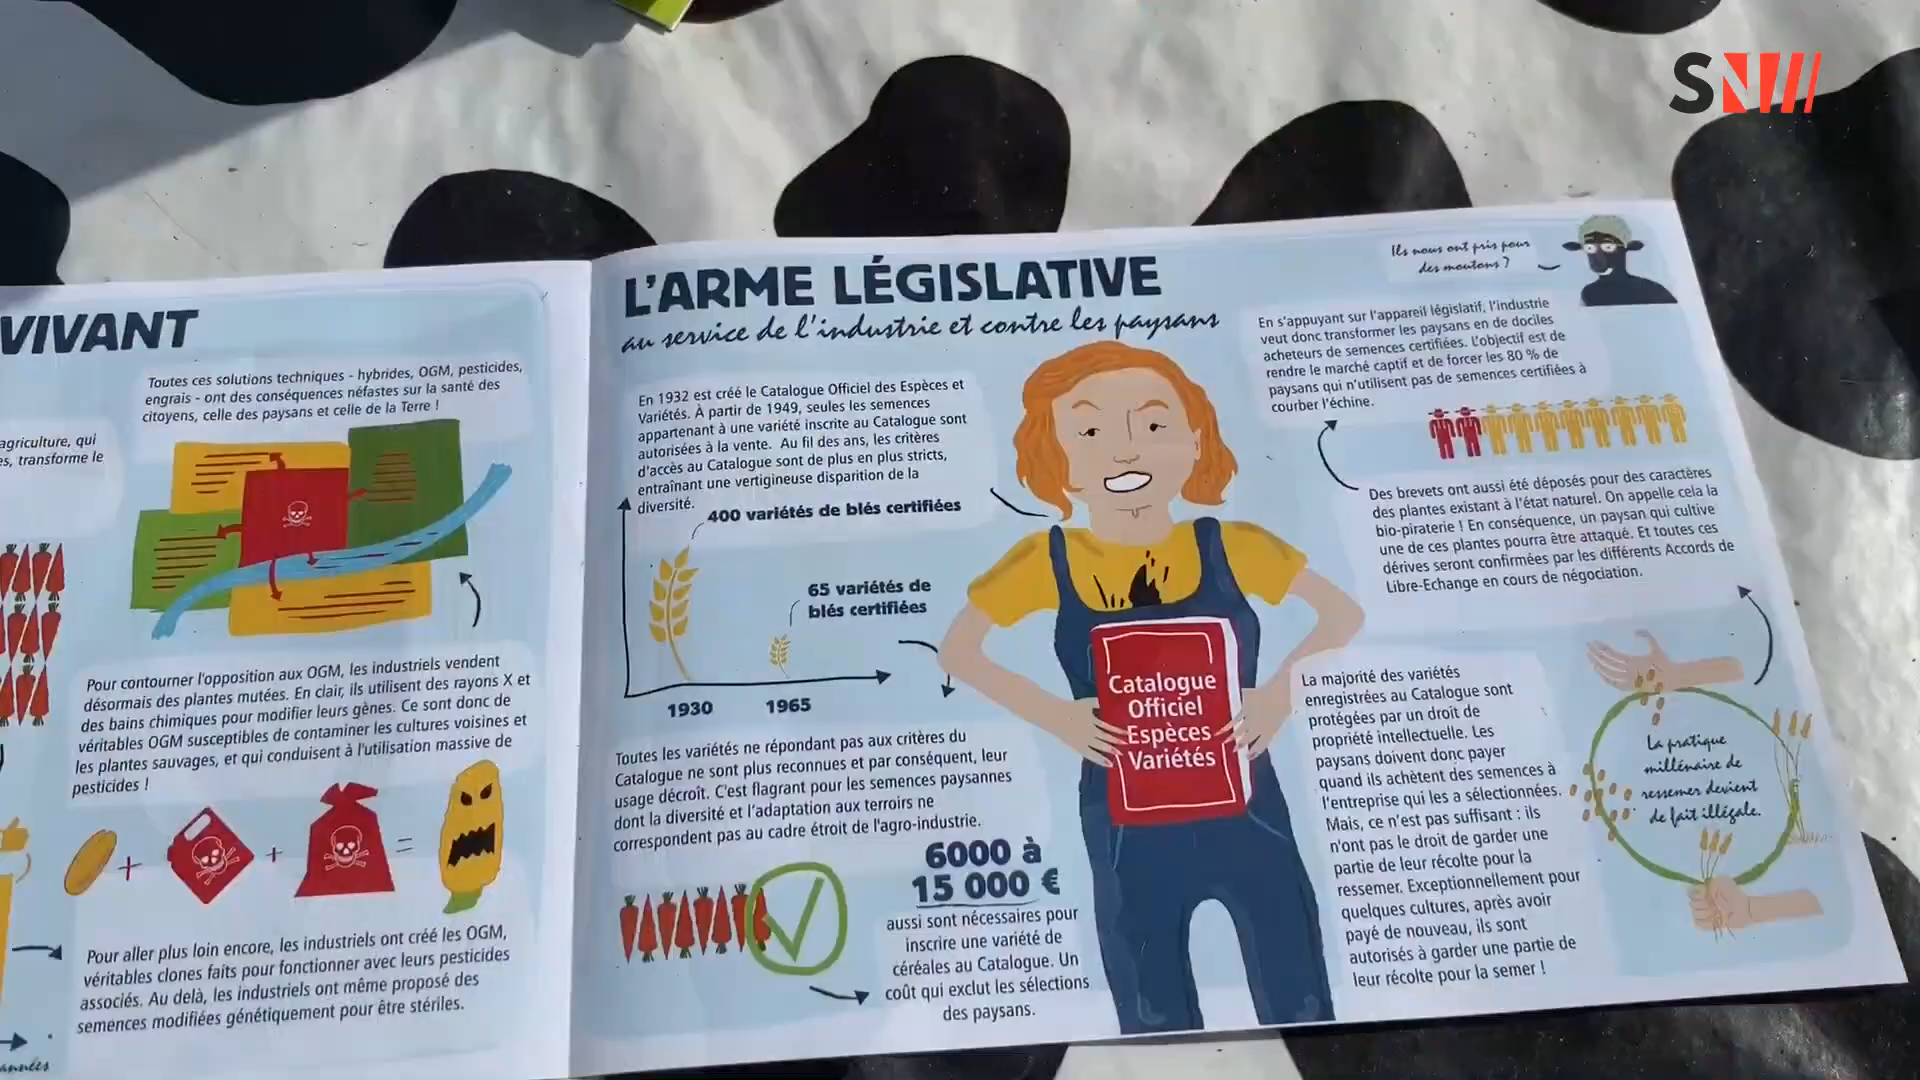 SN
VIVANT
Toutes ces solutions techniques - hybrides, OGM, pesticides,
engrais - ont des conséquences néfastes sur la santé des
citoyens, celle des paysans et celle de la Terre !
agriculture, qui
es, transforme le
Pour contourner l'opposition aux OGM, les industriels vendent
désormais des plantes mutées. En clair, ils utilisent des rayons X et
des bains chimiques pour modifier leurs gênes. Ce sont donc de
véritables OGM susceptibles de contaminer les cultures voisines et
les plantes sauvages, et qui conduisent à l'utilisation massive de
pesticides !
+ + =
Pour aller plus loin encore, les industriels ont créé les OGM,
véritables clones faits pour fonctionner avec leurs pesticides
associés. Au delà, les industriels ont même proposé des
semences modifiées génétiquement pour être stériles.
années
L'ARME LÉGISLATIVE
au service de l'industrie et contre les paysans
En 1932 est créé le Catalogue Officiel des Espèces et
Variétés. À partir de 1949, seules les semences
appartenant à une variété inscrite au Catalogue sont
autorisées à la vente. Au fil des ans, les critères
d'accès au Catalogue sont de plus en plus stricts,
entraînant une vertigineuse disparition de la
diversité.
400 variétés de blés certifiées
65 variétés de
blés certifiées
1930 1965
Toutes les variétés ne répondant pas aux critères du
Catalogue ne sont plus reconnues et par conséquent, leur
usage décroît. C'est flagrant pour les semences paysannes
dont la diversité et l'adaptation aux terroirs ne
correspondent pas au cadre étroit de l'agro-industrie.
6000 à
15 000 €
aussi sont nécessaires pour
inscrire une variété de
céréales au Catalogue. Un
coût qui exclut les sélections
des paysans.
Catalogue
Officiel
Espèces
Variétés
La majorité des variétés
enregistrées au Catalogue sont
protégées par un droit de
propriété intellectuelle. Les
paysans doivent donc payer
quand ils achètent des semences à
l'entreprise qui les a sélectionnées.
Mais, ce n'est pas suffisant : ils
n'ont pas le droit de garder une
partie de leur récolte pour la
ressemer. Exceptionnellement pour
quelques cultures, après avoir
payé de nouveau, ils sont
autorisés à garder une partie de
leur récolte pour la semer !
La pratique
millénaire de
ressemer devient
de fait illégale.
Des brevets ont aussi été déposés pour des caractères
des plantes existant à l'état naturel. On appelle cela la
bio-piraterie ! En conséquence, un paysan qui cultive
une de ces plantes pourra être attaqué. Et toutes ces
dérives seront confirmées par les différents Accords de
Libre-Echange en cours de négociation.
En s'appuyant sur l'appareil législatif, l'industrie
veut donc transformer les paysans en de dociles
acheteurs de semences certifiées. L'objectif est de
rendre le marché captif et de forcer les 80 % de
paysans qui n'utilisent pas de semences certifiées à
courber l'échine.
Ils nous ont pris pour
des moutons ?